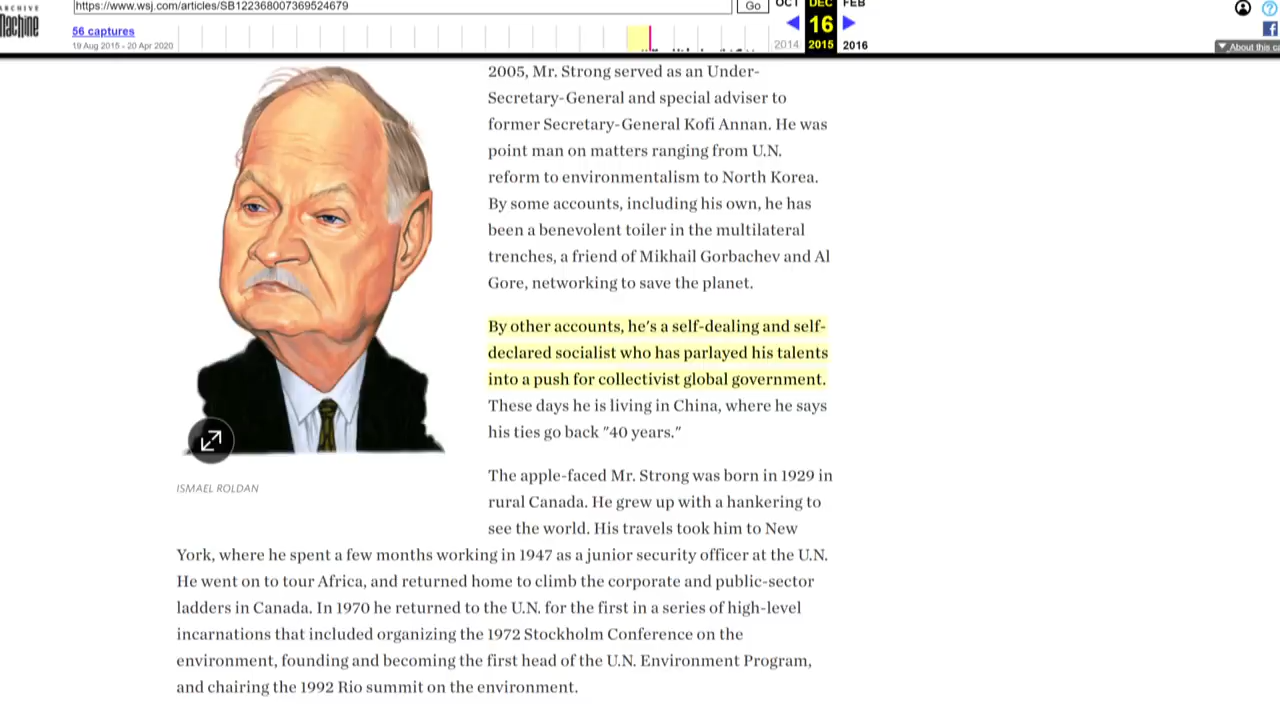 ARCHIVE
Machine
https://www.wsj.com/articles/SB122368007369524679
Go
OCT
DEC
FEB
56 captures
16
19 Aug 2015 - 20 Apr 2020
2014
2015
2016
About this ca
2005, Mr. Strong served as an Under-
Secretary-General and special adviser to
former Secretary-General Kofi Annan. He was
point man on matters ranging from U.N.
reform to environmentalism to North Korea.
By some accounts, including his own, he has
been a benevolent toiler in the multilateral
trenches, a friend of Mikhail Gorbachev and Al
Gore, networking to save the planet.
By other accounts, he's a self-dealing and self-
declared socialist who has parlayed his talents
into a push for collectivist global government.
These days he is living in China, where he says
his ties go back "40 years."
ISMAEL ROLDAN
The apple-faced Mr. Strong was born in 1929 in
rural Canada. He grew up with a hankering to
see the world. His travels took him to New
York, where he spent a few months working in 1947 as a junior security officer at the U.N.
He went on to tour Africa, and returned home to climb the corporate and public-sector
ladders in Canada. In 1970 he returned to the U.N. for the first in a series of high-level
incarnations that included organizing the 1972 Stockholm Conference on the
environment, founding and becoming the first head of the U.N. Environment Program,
and chairing the 1992 Rio summit on the environment.